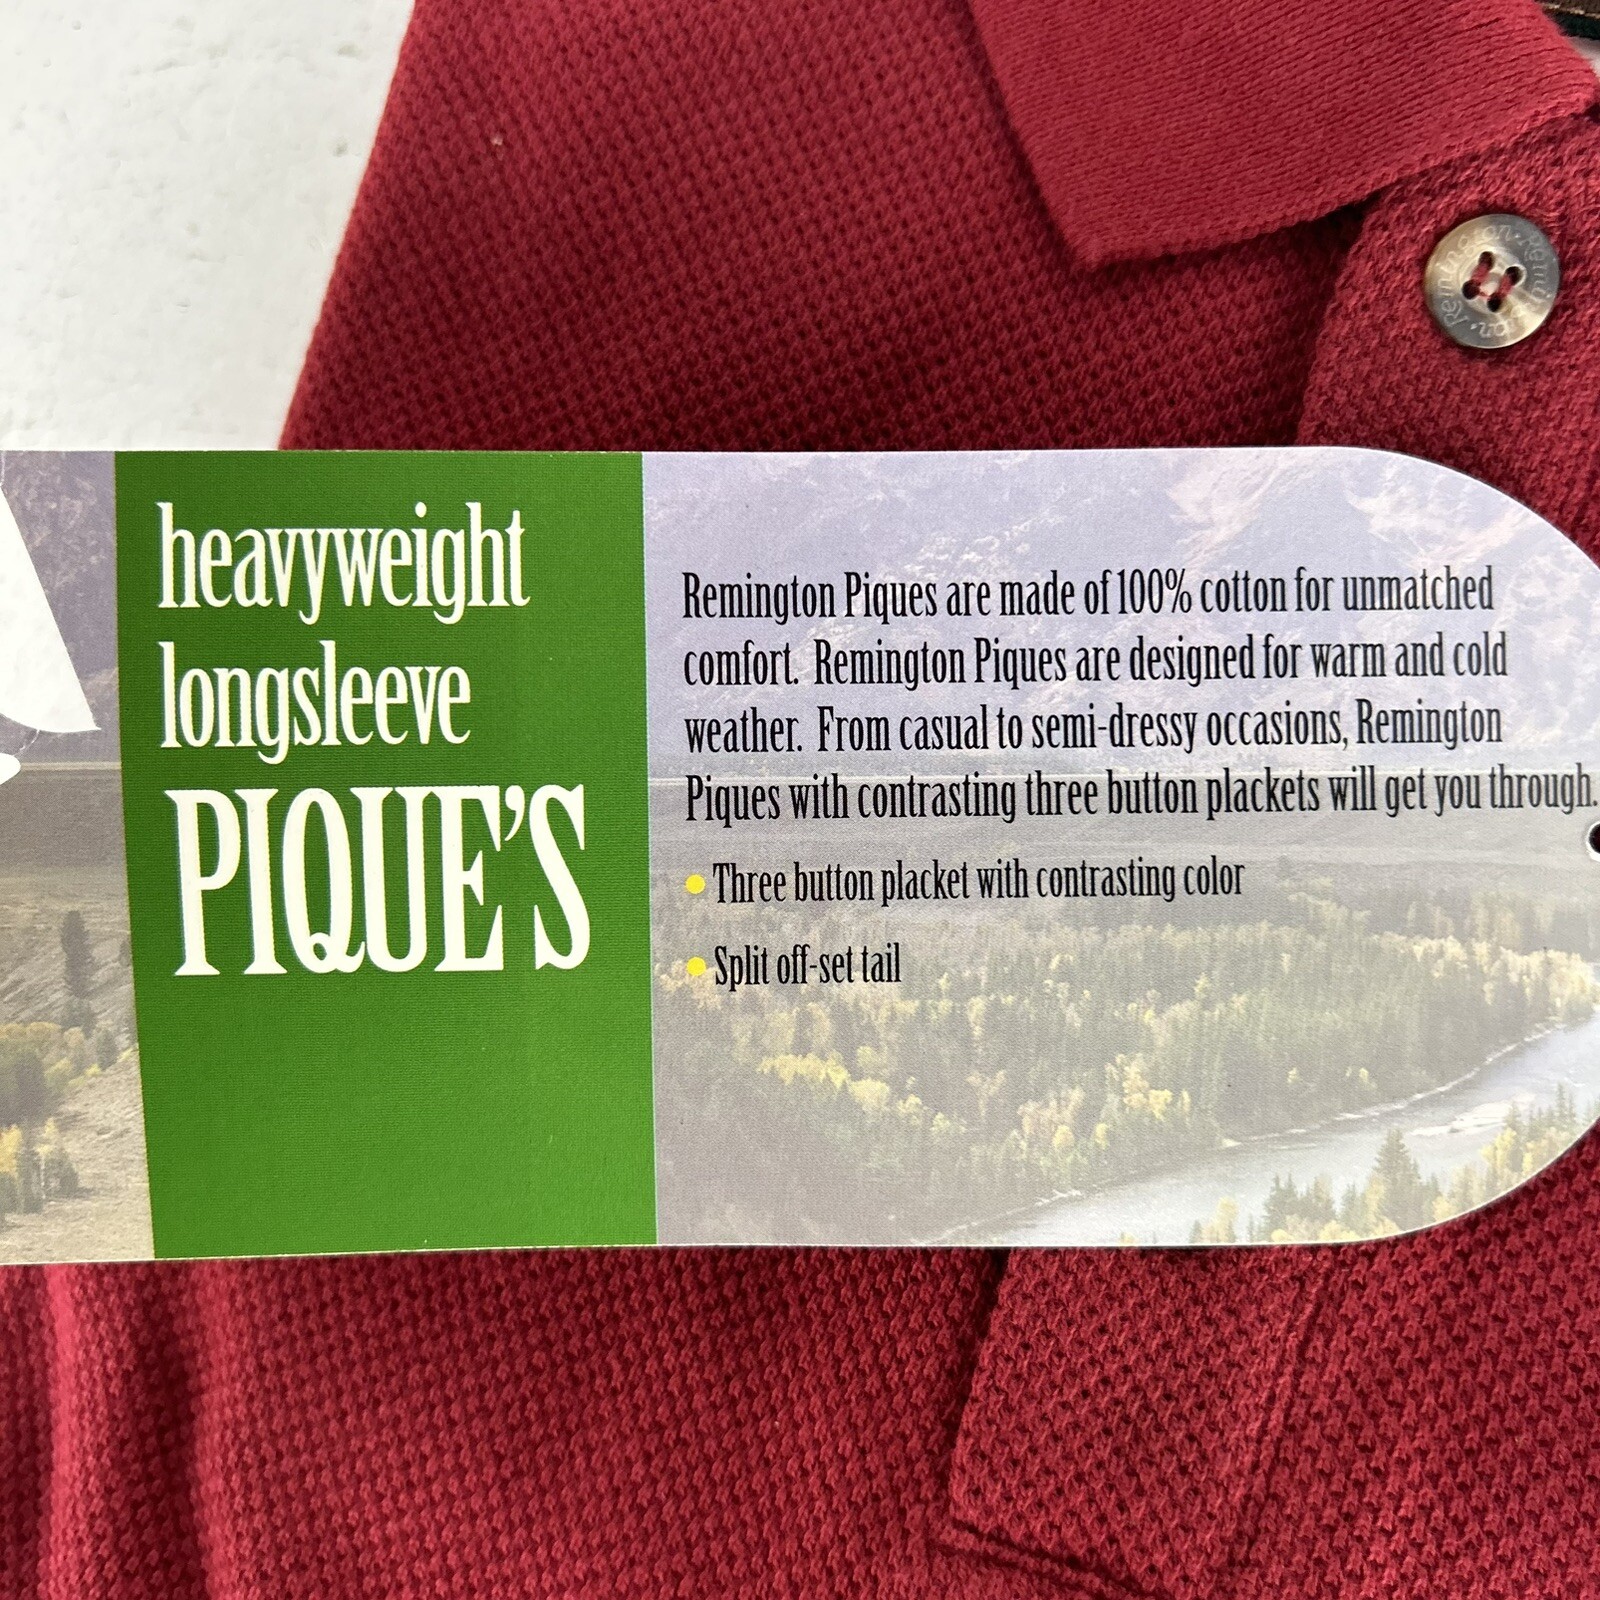 heavyweight
longsleeve
PIQUE'S
Remington Piques are made of 100% cotton for unmatched
comfort. Remington Piques are designed for warm and cold
weather. From casual to semi-dressy occasions, Remington
Piques with contrasting three button plackets will get you through.
• Three button placket with contrasting color
• Split off-set tail
Remington · Remington ·